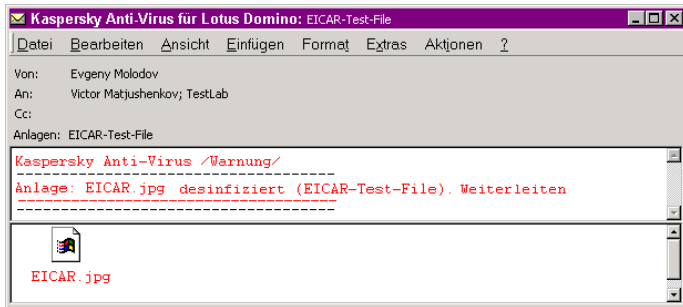 Kaspersky Anti-Virus für Lotus Domino: EICAR-Test-File
Datei Bearbeiten Ansicht Einfügen Format Extras Aktionen ?
Von: Evgeny Molodov
An: Victor Matjushenkov; TestLab
Cc:
Anlagen: EICAR-Test-File
Kaspersky Anti-Virus /Warnung/
------------------------------------
Anlage: EICAR.jpg desinfiziert (EICAR-Test-File). Weiterleiten
------------------------------------
------------------------------------
EICAR.jpg